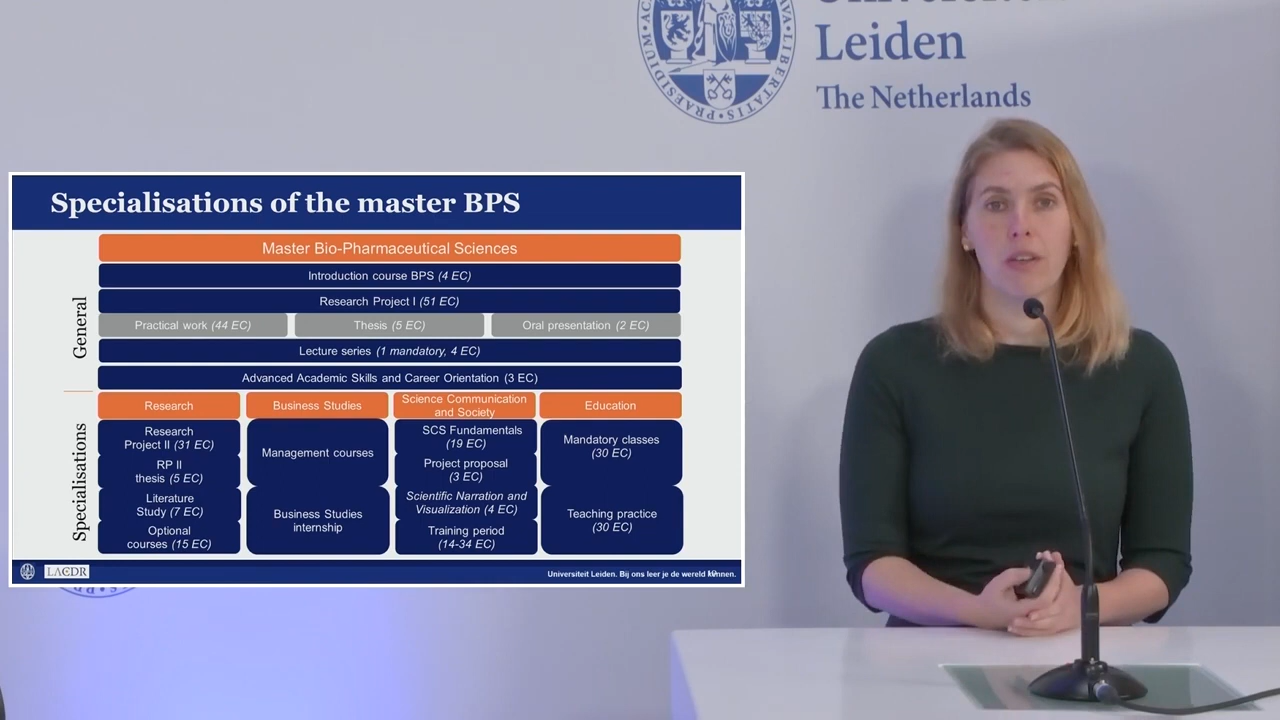 Leiden
The Netherlands
PRAESIDIUM
LIBERTATIS
Specialisations of the master BPS
General
Master Bio-Pharmaceutical Sciences
Introduction course BPS (4 EC)
Research Project I (51 EC)
Practical work (44 EC)
Thesis (5 EC)
Oral presentation (2 EC)
Lecture series (1 mandatory, 4 EC)
Advanced Academic Skills and Career Orientation (3 EC)
Specialisations
Research
Research
Project II (31 EC)
RP II
thesis (5 EC)
Literature
Study (7 EC)
Optional
courses (15 EC)
Business Studies
Management courses
Business Studies
internship
Science Communication
and Society
SCS Fundamentals
(19 EC)
Project proposal
(3 EC)
Scientific Narration and
Visualization (4 EC)
Training period
(14-34 EC)
Education
Mandatory classes
(30 EC)
Teaching practice
(30 EC)
LACDR
Universiteit Leiden. Bij ons leer je de wereld kennen.